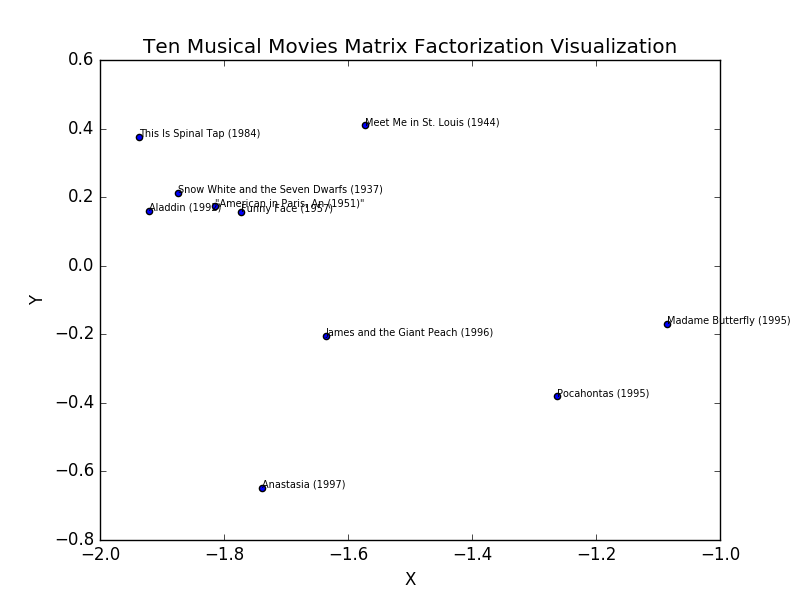 Ten Musical Movies Matrix Factorization Visualization
0.6
0.4
0.2
0.0
−0.2
−0.4
−0.6
−0.8
Y
Meet Me in St. Louis (1944)
This Is Spinal Tap (1984)
Snow White and the Seven Dwarfs (1937)
"American in Paris, An (1951)"
Aladdin (1992)
Funny Face (1957)
Madame Butterfly (1995)
James and the Giant Peach (1996)
Pocahontas (1995)
Anastasia (1997)
−2.0 −1.8 −1.6 −1.4 −1.2 −1.0
X